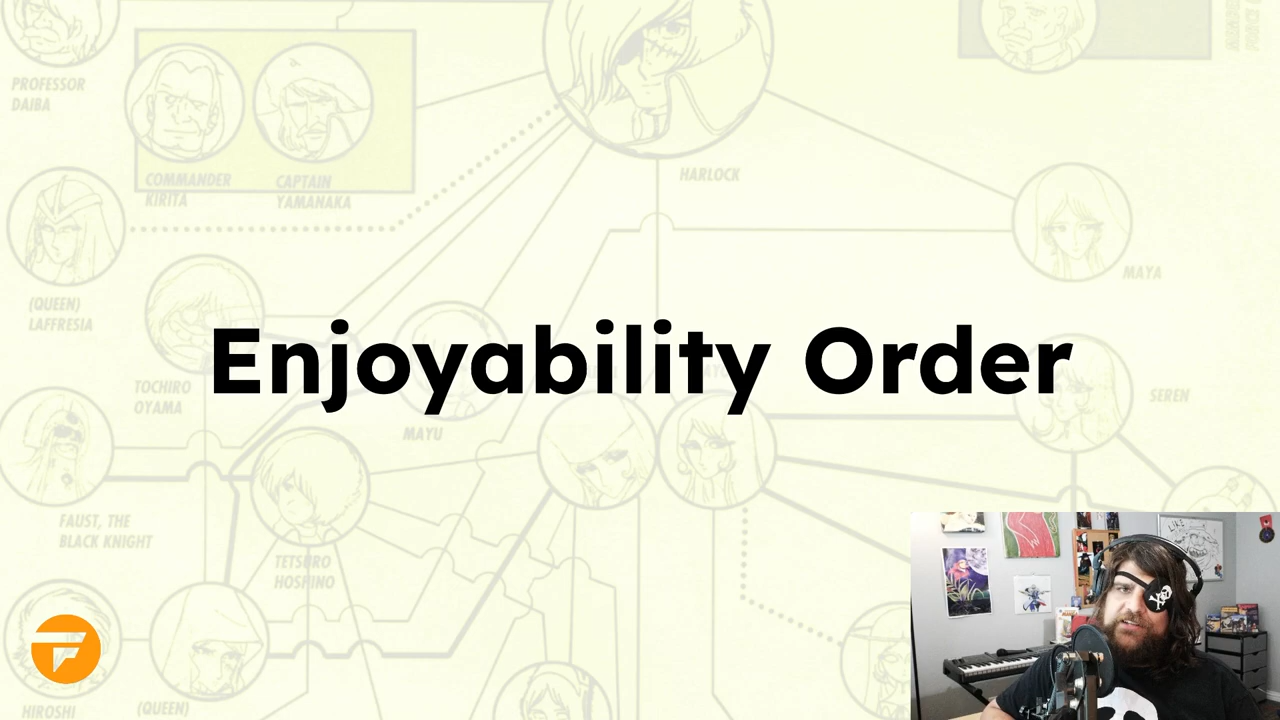 PROFESSOR
DAIBA
COMMANDER
KIRITA
CAPTAIN
YAMANAKA
HARLOCK
MAYA
(QUEEN)
LAFFRESIA
Enjoyability Order
TOCHIRO
OYAMA
MAYU
SEREN
FAUST, THE
BLACK KNIGHT
TETSURO
HOSHINO
LIKE
HIROSHI
(QUEEN)